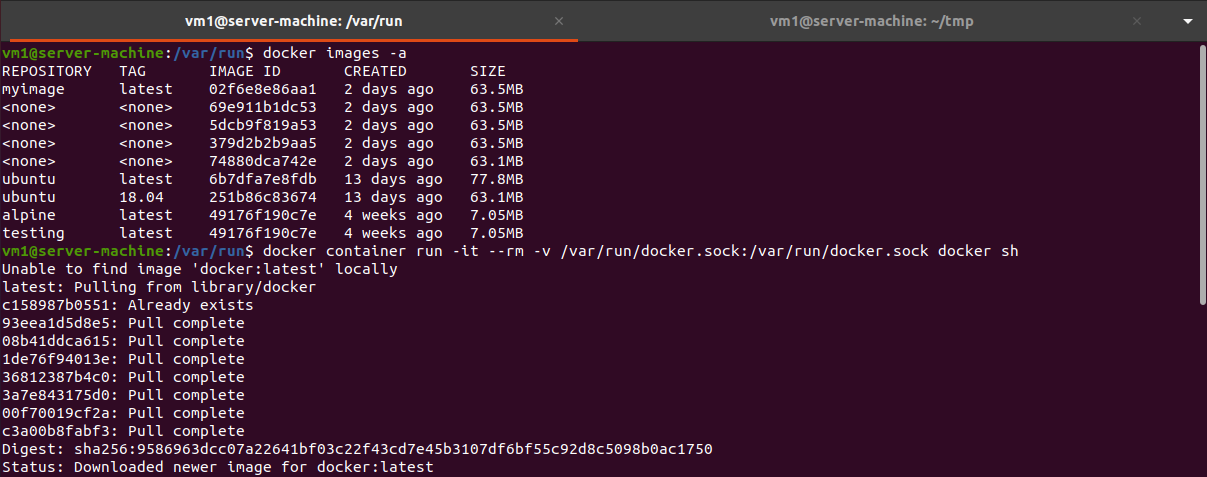 vm1@server-machine: /var/run × vm1@server-machine: ~/tmp ×
vm1@server-machine:/var/run$ docker images -a
REPOSITORY   TAG       IMAGE ID       CREATED       SIZE
myimage      latest    02f6e8e86aa1   2 days ago    63.5MB
<none>       <none>    69e911b1dc53   2 days ago    63.5MB
<none>       <none>    5dcb9f819a53   2 days ago    63.5MB
<none>       <none>    379d2b2b9aa5   2 days ago    63.5MB
<none>       <none>    74880dca742e   2 days ago    63.1MB
ubuntu       latest    6b7dfa7e8fdb   13 days ago   77.8MB
ubuntu       18.04     251b86c83674   13 days ago   63.1MB
alpine       latest    49176f190c7e   4 weeks ago   7.05MB
testing      latest    49176f190c7e   4 weeks ago   7.05MB
vm1@server-machine:/var/run$ docker container run -it --rm -v /var/run/docker.sock:/var/run/docker.sock docker sh
Unable to find image 'docker:latest' locally
latest: Pulling from library/docker
c158987b0551: Already exists
93eea1d5d8e5: Pull complete
08b41ddca615: Pull complete
1de76f94013e: Pull complete
36812387b4c0: Pull complete
3a7e843175d0: Pull complete
00f70019cf2a: Pull complete
c3a00b8fabf3: Pull complete
Digest: sha256:9586963dcc07a22641bf03c22f43cd7e45b3107df6bf55c92d8c5098b0ac1750
Status: Downloaded newer image for docker:latest